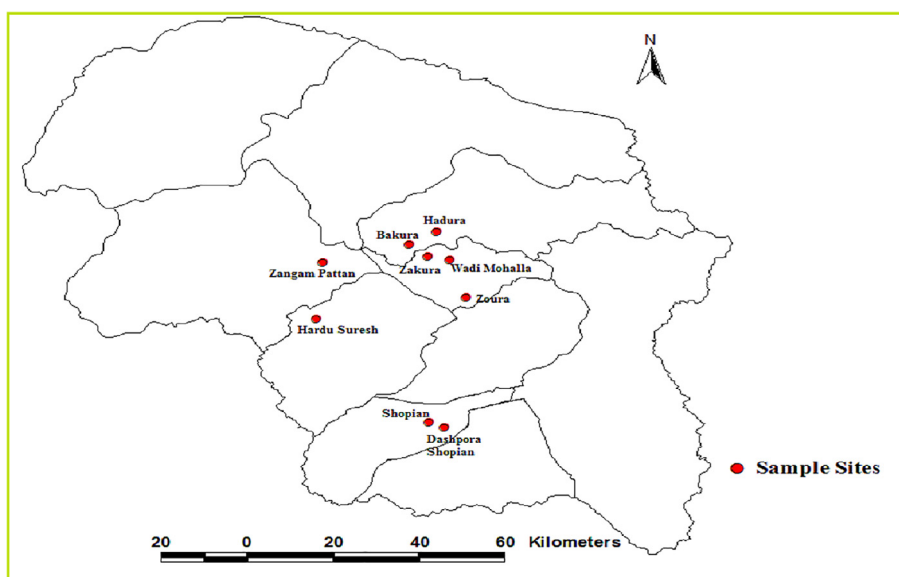 N
Hadura
Bakura
Zakura
Wadi Mohalla
Zangam Pattan
Zoura
Hardu Suresh
Shopian
Dashpora
Shopian
Sample Sites
20 0 20 40 60 Kilometers